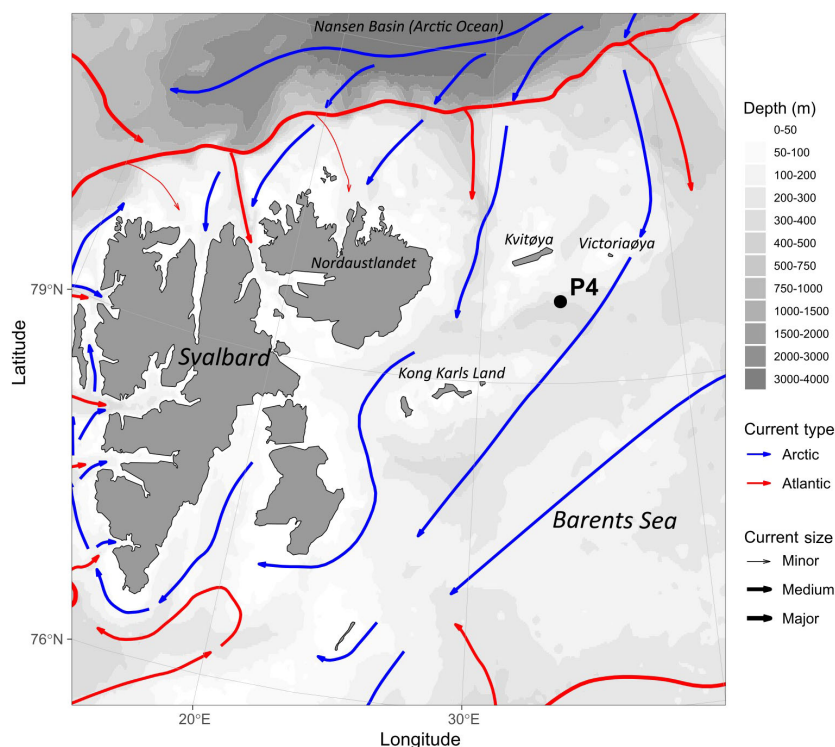 Nansen Basin (Arctic Ocean)
Kvitøya
Victoriaøya
Nordaustlandet
P4
Svalbard
Kong Karls Land
Barents Sea
79°N
76°N
Latitude
20°E
30°E
Longitude
Depth (m)
0-50
50-100
100-200
200-300
300-400
400-500
500-750
750-1000
1000-1500
1500-2000
2000-3000
3000-4000
Current type
Arctic
Atlantic
Current size
Minor
Medium
Major